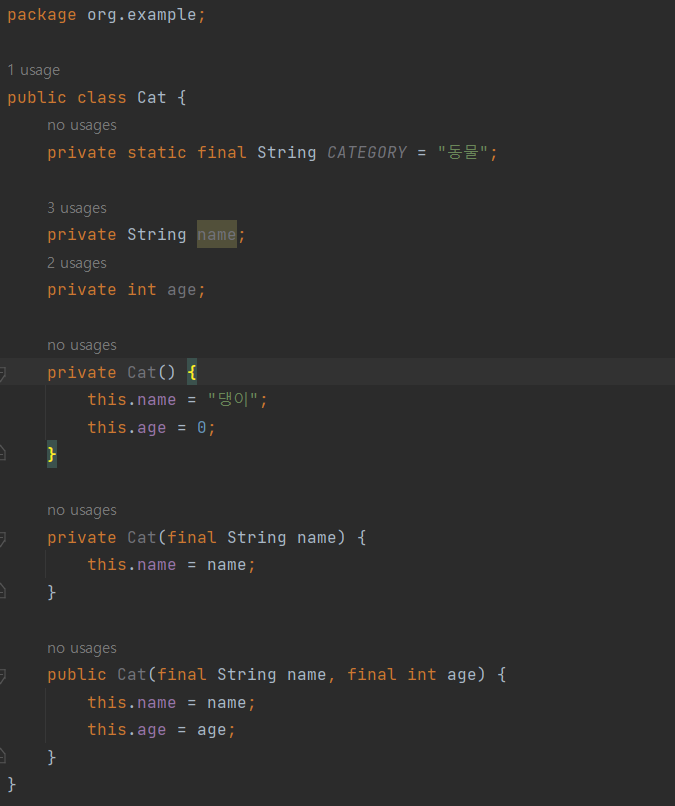 package org.example;
1 usage
public class Cat {
no usages
private static final String CATEGORY = "동물";
3 usages
private String name;
2 usages
private int age;
no usages
private Cat() {
this.name = "댕이";
this.age = 0;
}
no usages
private Cat(final String name) {
this.name = name;
}
no usages
public Cat(final String name, final int age) {
this.name = name;
this.age = age;
}
}